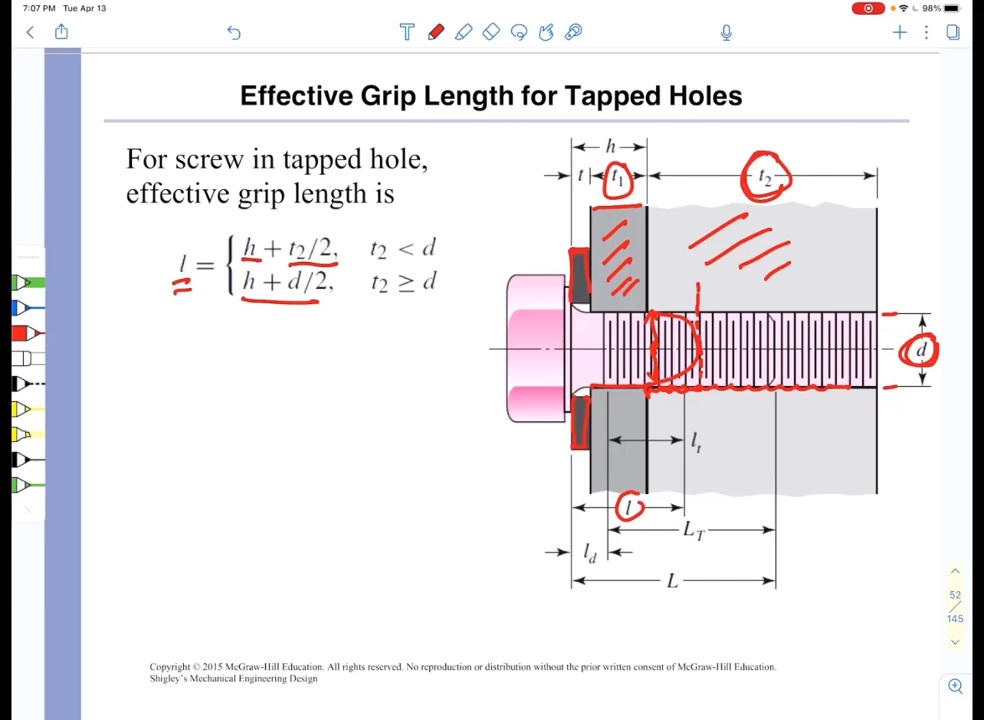 7:07 PM Tue Apr 13
98%
Effective Grip Length for Tapped Holes
For screw in tapped hole,
effective grip length is
l = { h + t₂/2, t₂ < d
h + d/2, t₂ ≥ d
h
t t₁ t₂
d
lₜ
l
L_T
l_d
L
52
145
Copyright © 2015 McGraw-Hill Education. All rights reserved. No reproduction or distribution without the prior written consent of McGraw-Hill Education.
Shigley's Mechanical Engineering Design